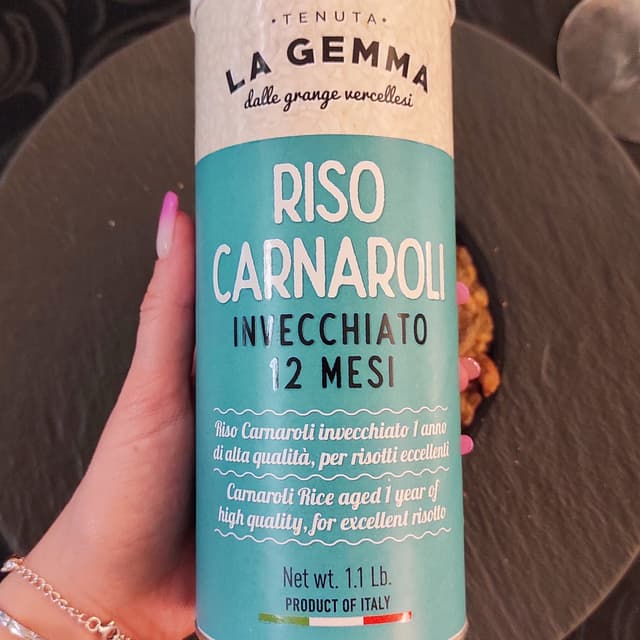 · TENUTA ·
LA GEMMA
dalle grange vercellesi
RISO
CARNAROLI
INVECCHIATO
12 MESI
Riso Carnaroli invecchiato 1 anno
di alta qualità, per risotti eccellenti
Carnaroli Rice aged 1 year of
high quality, for excellent risotto
Net wt. 1.1 Lb.
PRODUCT OF ITALY